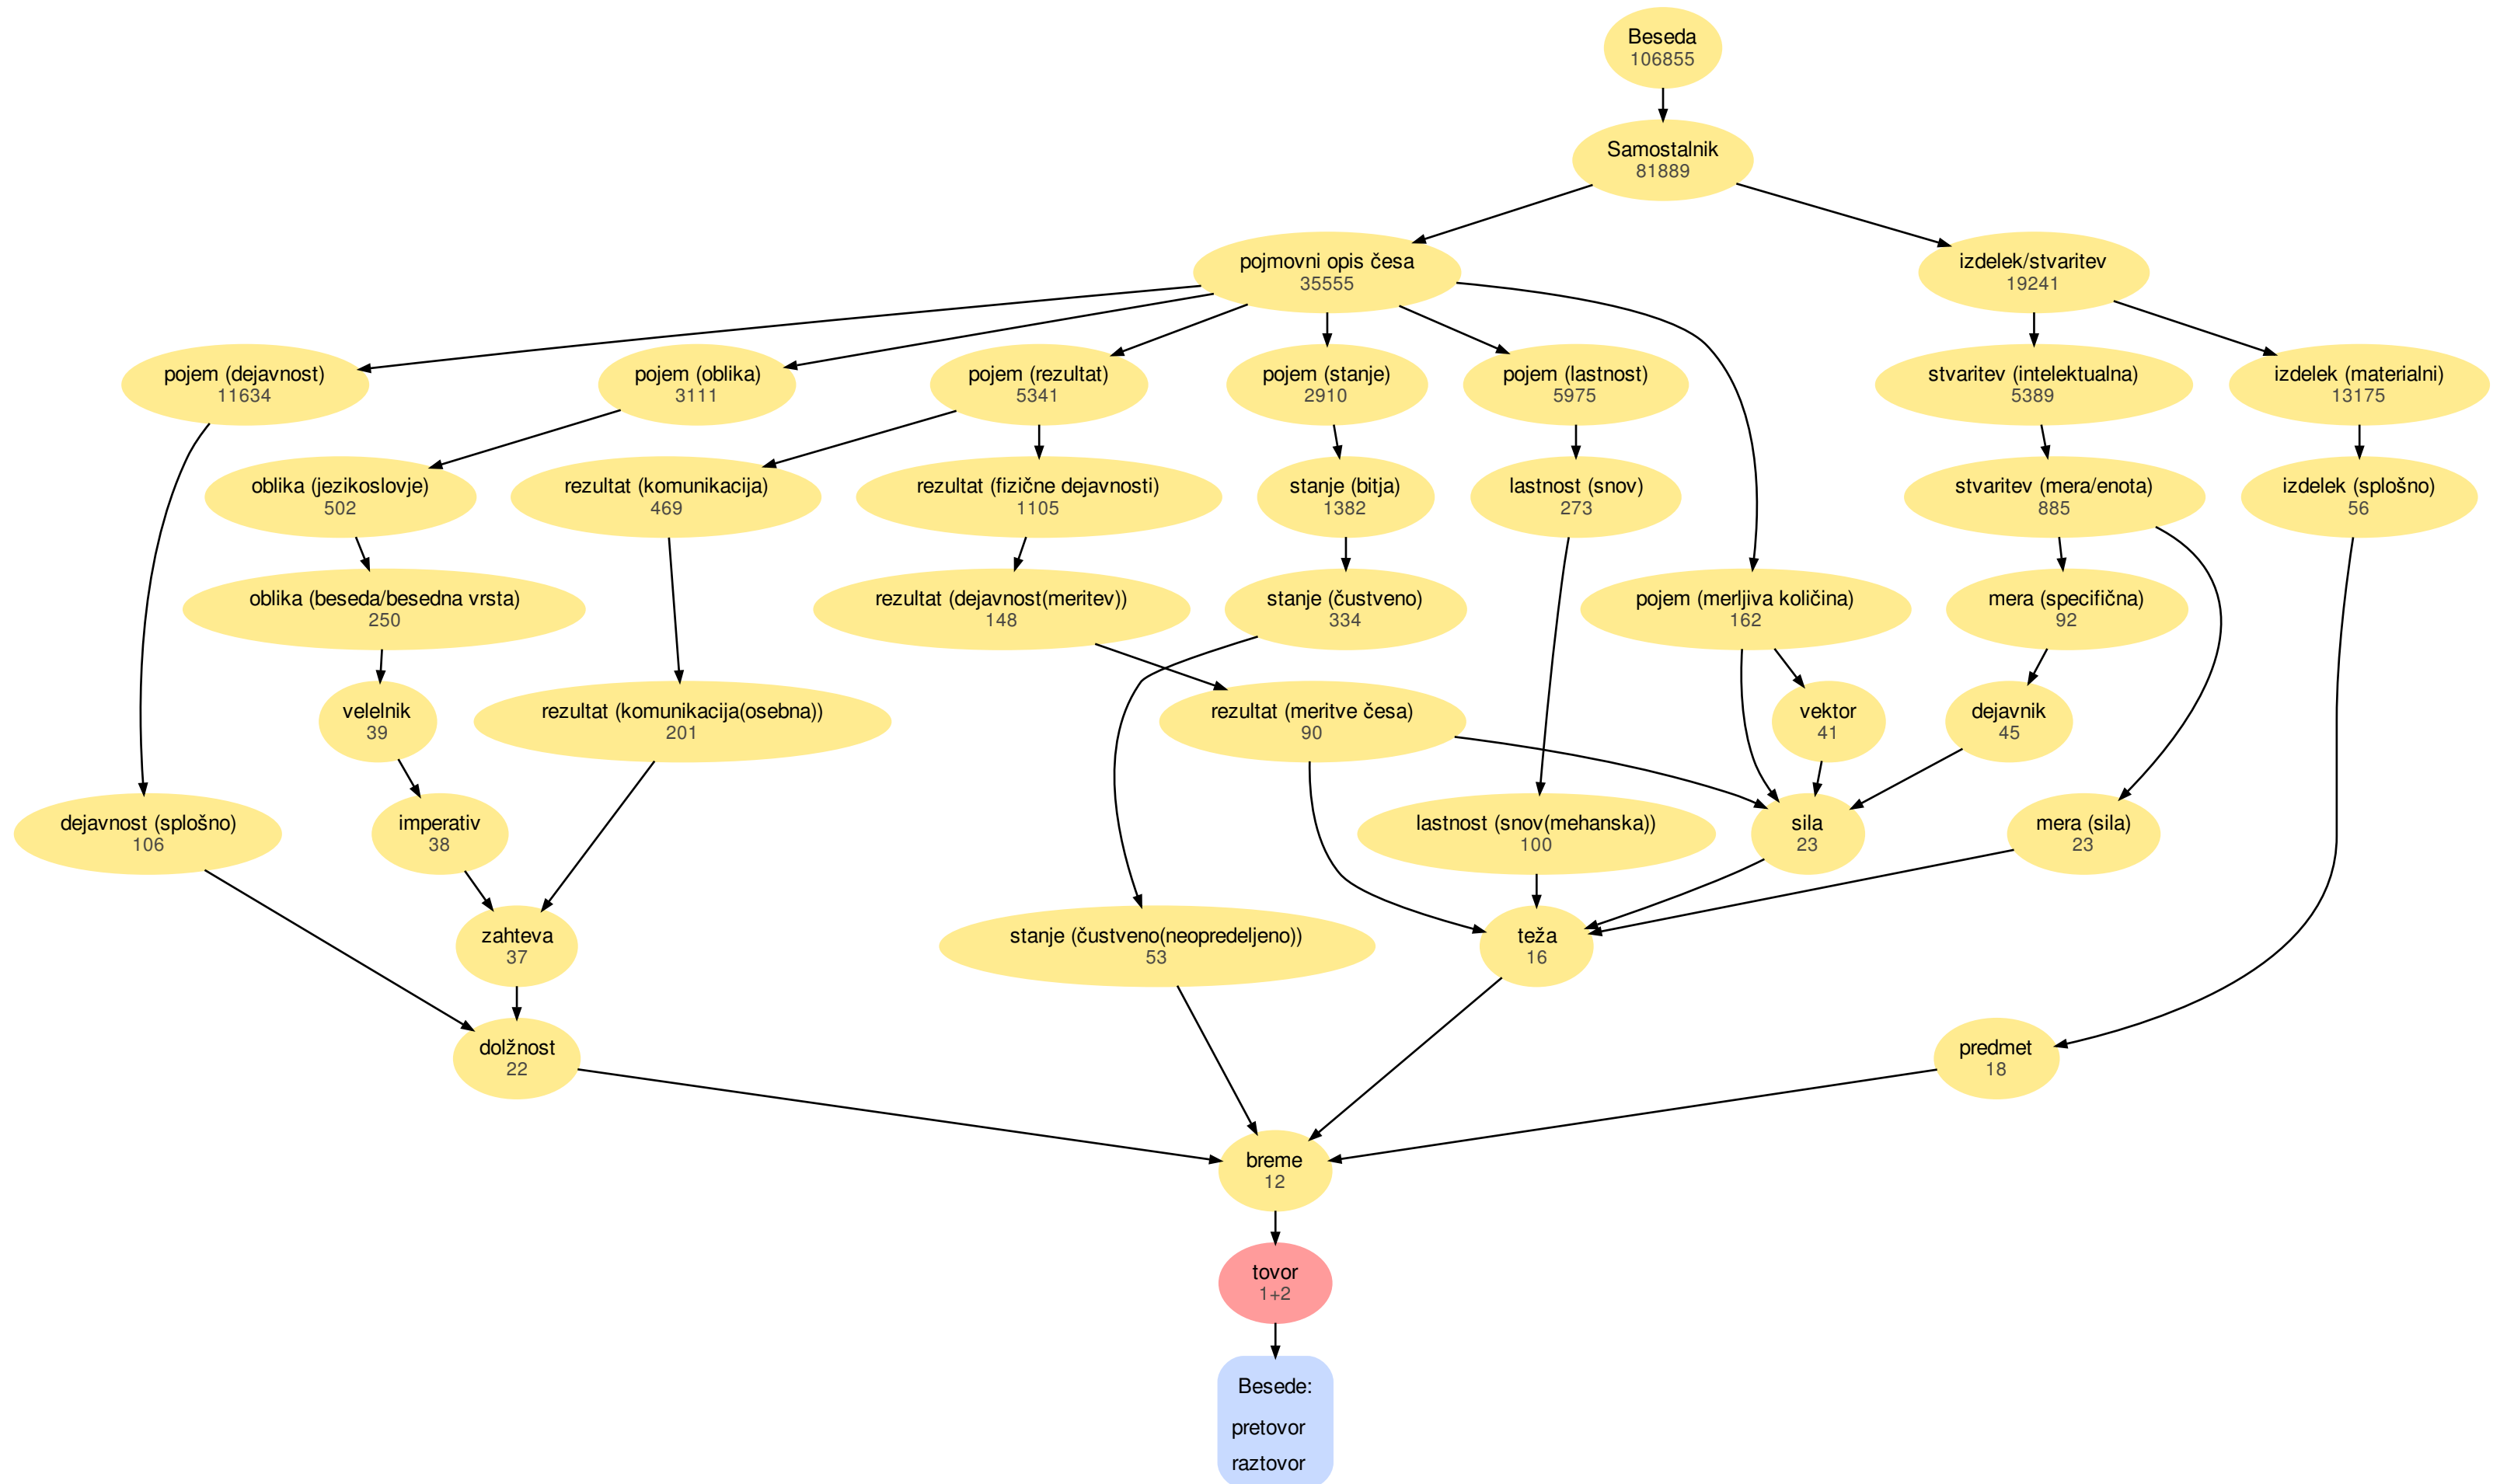 Beseda
106855
Samostalnik
81889
pojmovni opis česa
35555
izdelek/stvaritev
19241
pojem (dejavnost)
11634
pojem (oblika)
3111
pojem (rezultat)
5341
pojem (stanje)
2910
pojem (lastnost)
5975
stvaritev (intelektualna)
5389
izdelek (materialni)
13175
oblika (jezikoslovje)
502
rezultat (komunikacija)
469
rezultat (fizične dejavnosti)
1105
stanje (bitja)
1382
lastnost (snov)
273
stvaritev (mera/enota)
885
izdelek (splošno)
56
oblika (beseda/besedna vrsta)
250
rezultat (dejavnost(meritev))
148
stanje (čustveno)
334
pojem (merljiva količina)
162
mera (specifična)
92
velelnik
39
rezultat (komunikacija(osebna))
201
rezultat (meritve česa)
90
vektor
41
dejavnik
45
dejavnost (splošno)
106
imperativ
38
lastnost (snov(mehanska))
100
sila
23
mera (sila)
23
zahteva
37
stanje (čustveno(neopredeljeno))
53
teža
16
dolžnost
22
predmet
18
breme
12
tovor
1+2
Besede:
pretovor
raztovor